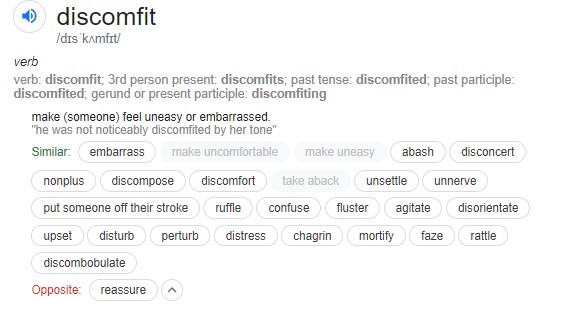 discomfit
/dɪsˈkʌmfɪt/
verb
verb: discomfit; 3rd person present: discomfits; past tense: discomfited; past participle:
discomfited; gerund or present participle: discomfiting
make (someone) feel uneasy or embarrassed.
"he was not noticeably discomfited by her tone"
Similar: embarrass make uncomfortable make uneasy abash disconcert
nonplus discompose discomfort take aback unsettle unnerve
put someone off their stroke ruffle confuse fluster agitate disorientate
upset disturb perturb distress chagrin mortify faze rattle
discombobulate
Opposite: reassure